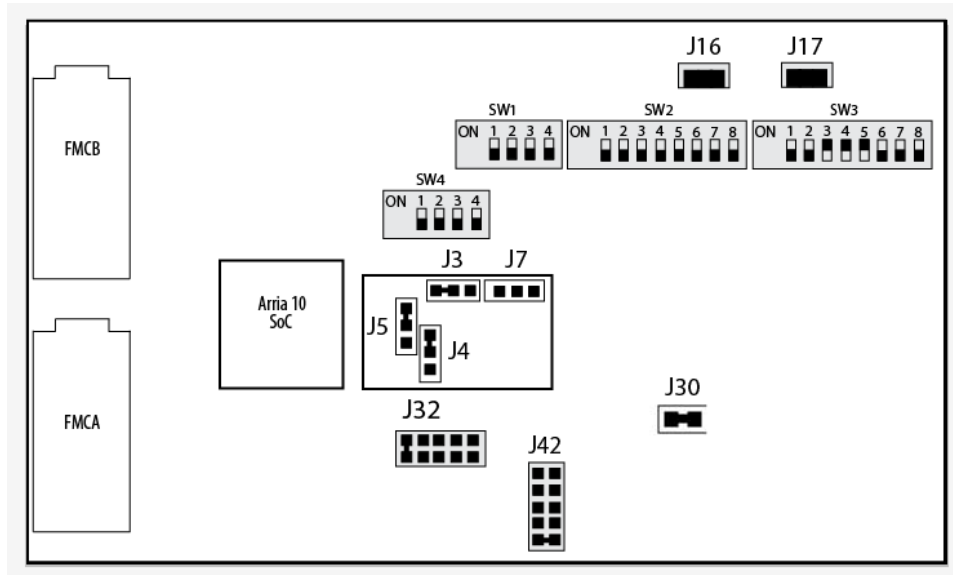 J16
J17
SW1
SW2
SW3
ON 1 2 3 4
ON 1 2 3 4 5 6 7 8
ON 1 2 3 4 5 6 7 8
FMCB
SW4
ON 1 2 3 4
J3
J7
Arria 10
SoC
J5
J4
J30
FMCA
J32
J42